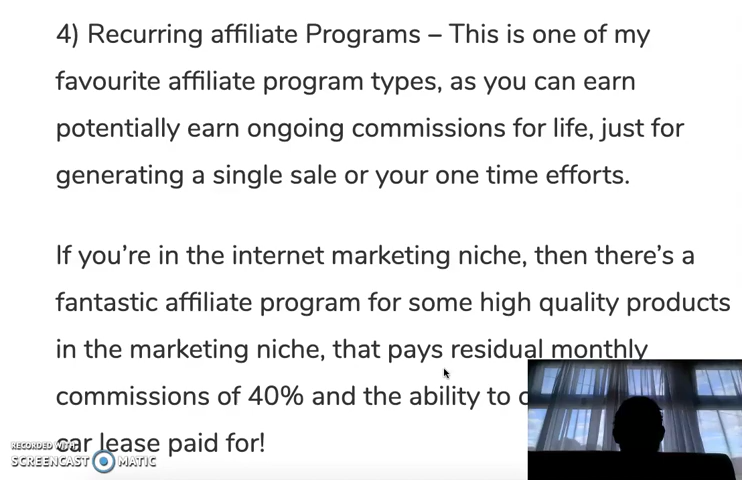 4) Recurring affiliate Programs – This is one of my
favourite affiliate program types, as you can earn
potentially earn ongoing commissions for life, just for
generating a single sale or your one time efforts.
If you’re in the internet marketing niche, then there’s a
fantastic affiliate program for some high quality products
in the marketing niche, that pays residual monthly
commissions of 40% and the ability to
car lease paid for!
RECORDED WITH
SCREENCAST MATIC